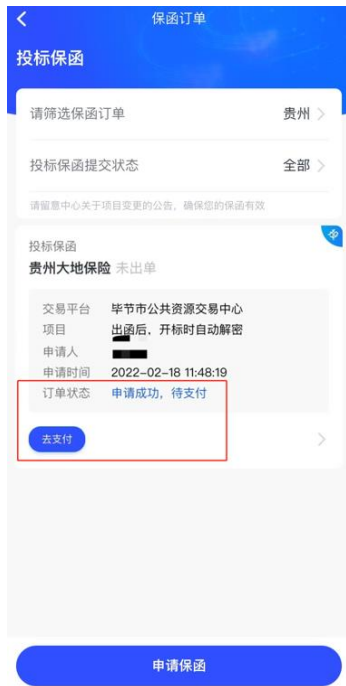 保函订单
投标保函
请筛选保函订单 贵州
投标保函提交状态 全部
请留意中心关于项目变更的公告，确保您的保函有效
投标保函
贵州大地保险 未出单
交易平台 毕节市公共资源交易中心
项目 出函后，开标时自动解密
申请人
申请时间 2022-02-18 11:48:19
订单状态 申请成功，待支付
去支付
申请保函